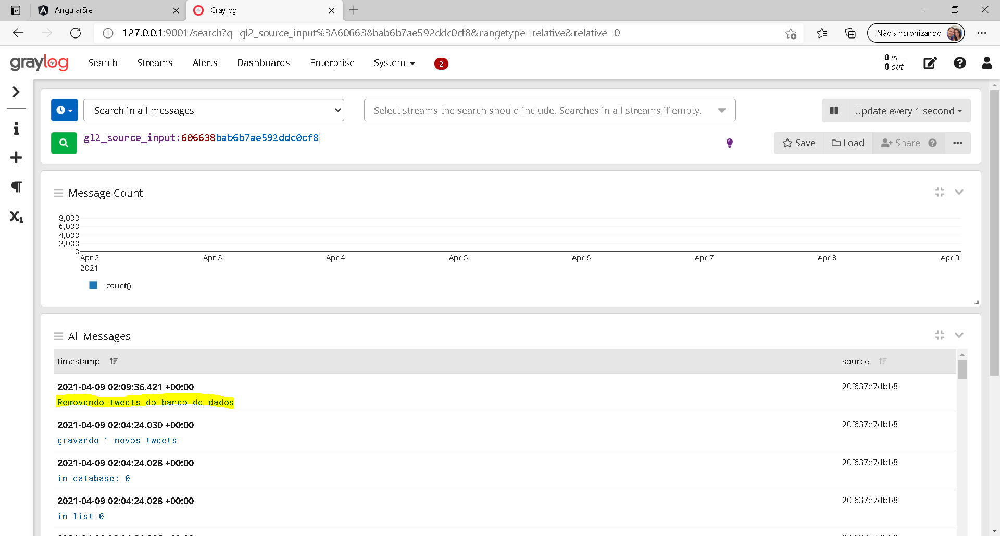 AngularSre
Graylog
127.0.0.1:9001/search?q=gl2_source_input%3A606638bab6b7ae592ddc0cf8&rangetype=relative&relative=0
Não sincronizando
graylog
Search
Streams
Alerts
Dashboards
Enterprise
System
2
0 in
0 out
Search in all messages
Select streams the search should include. Searches in all streams if empty.
Update every 1 second
gl2_source_input:606638bab6b7ae592ddc0cf8
Save
Load
Share
X1
Message Count
8,000
6,000
4,000
2,000
0
Apr 2
2021
Apr 3
Apr 4
Apr 5
Apr 6
Apr 7
Apr 8
Apr 9
count()
All Messages
timestamp
source
2021-04-09 02:09:36.421 +00:00
20f637e7dbb8
Removendo tweets do banco de dados
2021-04-09 02:04:24.030 +00:00
20f637e7dbb8
gravando 1 novos tweets
2021-04-09 02:04:24.028 +00:00
20f637e7dbb8
in database: 0
2021-04-09 02:04:24.028 +00:00
20f637e7dbb8
in list 0